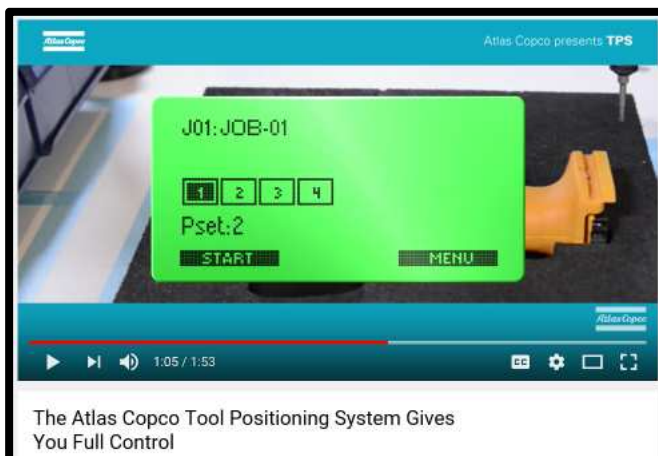 Atlas Copco
Atlas Copco presents TPS
J01:JOB-01
1 2 3 4
Pset:2
START MENU
Atlas Copco
1:05 / 1:53
CC
The Atlas Copco Tool Positioning System Gives
You Full Control